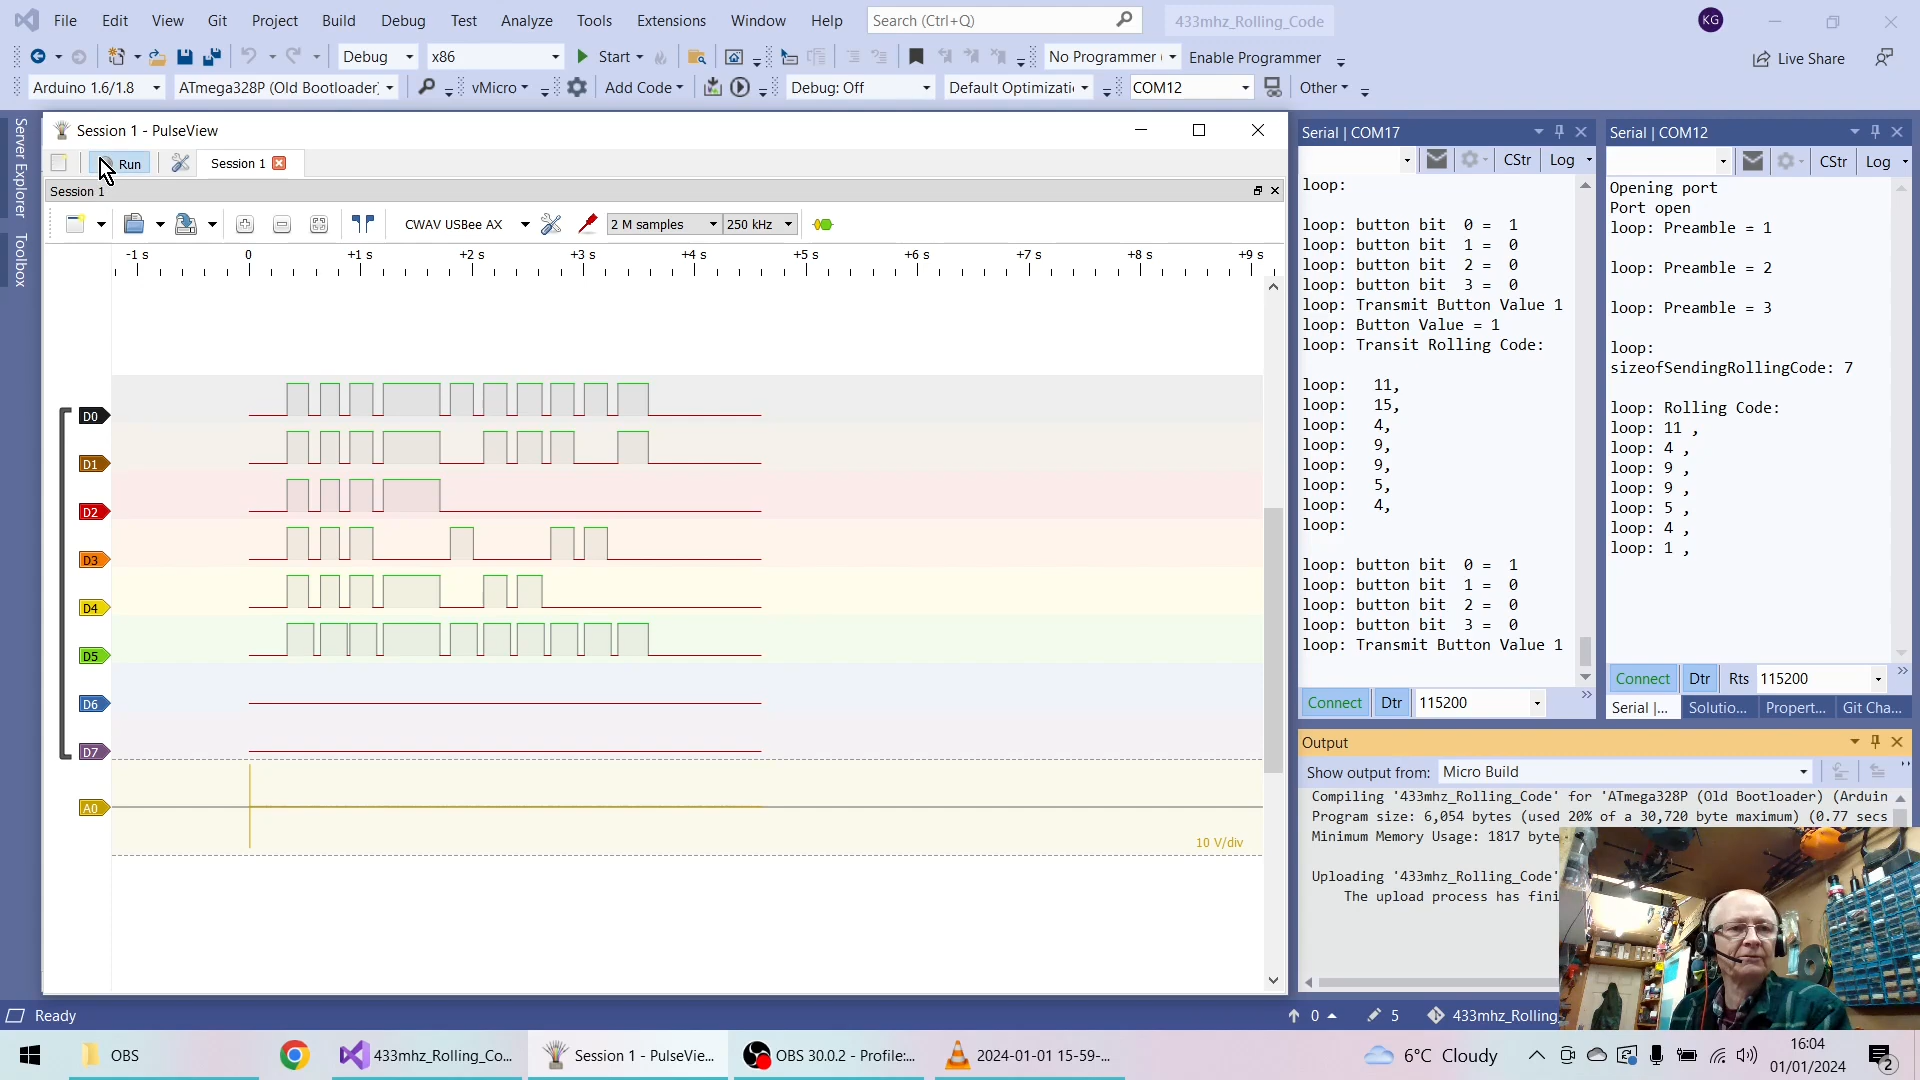 File Edit View Git Project Build Debug Test Analyze Tools Extensions Window Help Search (Ctrl+Q) 433mhz_Rolling_Code KG
Debug x86 Start No Programmer Enable Programmer Live Share
Arduino 1.6/1.8 ATmega328P (Old Bootloader) vMicro Add Code Debug: Off Default Optimizati COM12 Other
Server Explorer
Toolbox
Session 1 - PulseView
Run Session 1
Session 1
CWAV USBee AX 2 M samples 250 kHz
-1 s 0 +1 s +2 s +3 s +4 s +5 s +6 s +7 s +8 s +9 s
D0
D1
D2
D3
D4
D5
D6
D7
A0
10 V/div
Serial | COM17
CStr Log
loop:
loop: button bit 0 = 1
loop: button bit 1 = 0
loop: button bit 2 = 0
loop: button bit 3 = 0
loop: Transmit Button Value 1
loop: Button Value = 1
loop: Transit Rolling Code:
loop: 11,
loop: 15,
loop: 4,
loop: 9,
loop: 9,
loop: 5,
loop: 4,
loop:
loop: button bit 0 = 1
loop: button bit 1 = 0
loop: button bit 2 = 0
loop: button bit 3 = 0
loop: Transmit Button Value 1
Connect Dtr 115200
Serial | COM12
CStr Log
Opening port
Port open
loop: Preamble = 1
loop: Preamble = 2
loop: Preamble = 3
loop:
sizeofSendingRollingCode: 7
loop: Rolling Code:
loop: 11 ,
loop: 4 ,
loop: 9 ,
loop: 9 ,
loop: 5 ,
loop: 4 ,
loop: 1 ,
Connect Dtr Rts 115200
Serial |... Solutio... Propert... Git Cha...
Output
Show output from: Micro Build
Compiling '433mhz_Rolling_Code' for 'ATmega328P (Old Bootloader) (Arduin
Program size: 6,054 bytes (used 20% of a 30,720 byte maximum) (0.77 secs
Minimum Memory Usage: 1817 byte
Uploading '433mhz_Rolling_Code'
The upload process has fini
Ready 0 5 433mhz_Rolling_
OBS 433mhz_Rolling_Co... Session 1 - PulseVie... OBS 30.0.2 - Profile:... 2024-01-01 15-59-... 6°C Cloudy 16:04
01/01/2024 2